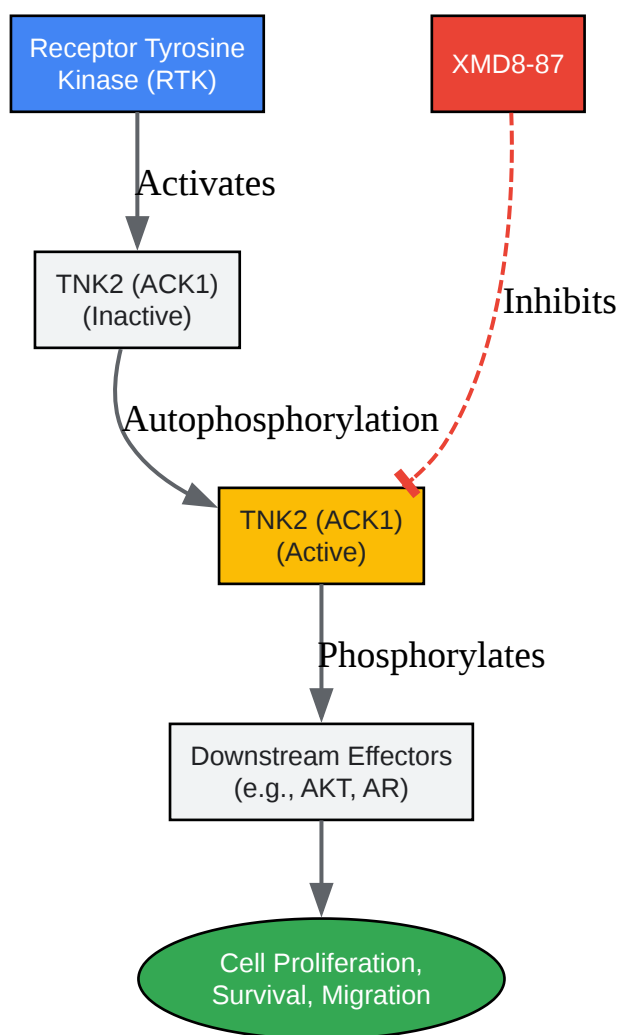 Receptor Tyrosine
Kinase (RTK)
XMD8-87
Activates
TNK2 (ACK1)
(Inactive)
Inhibits
Autophosphorylation
TNK2 (ACK1)
(Active)
Phosphorylates
Downstream Effectors
(e.g., AKT, AR)
Cell Proliferation,
Survival, Migration